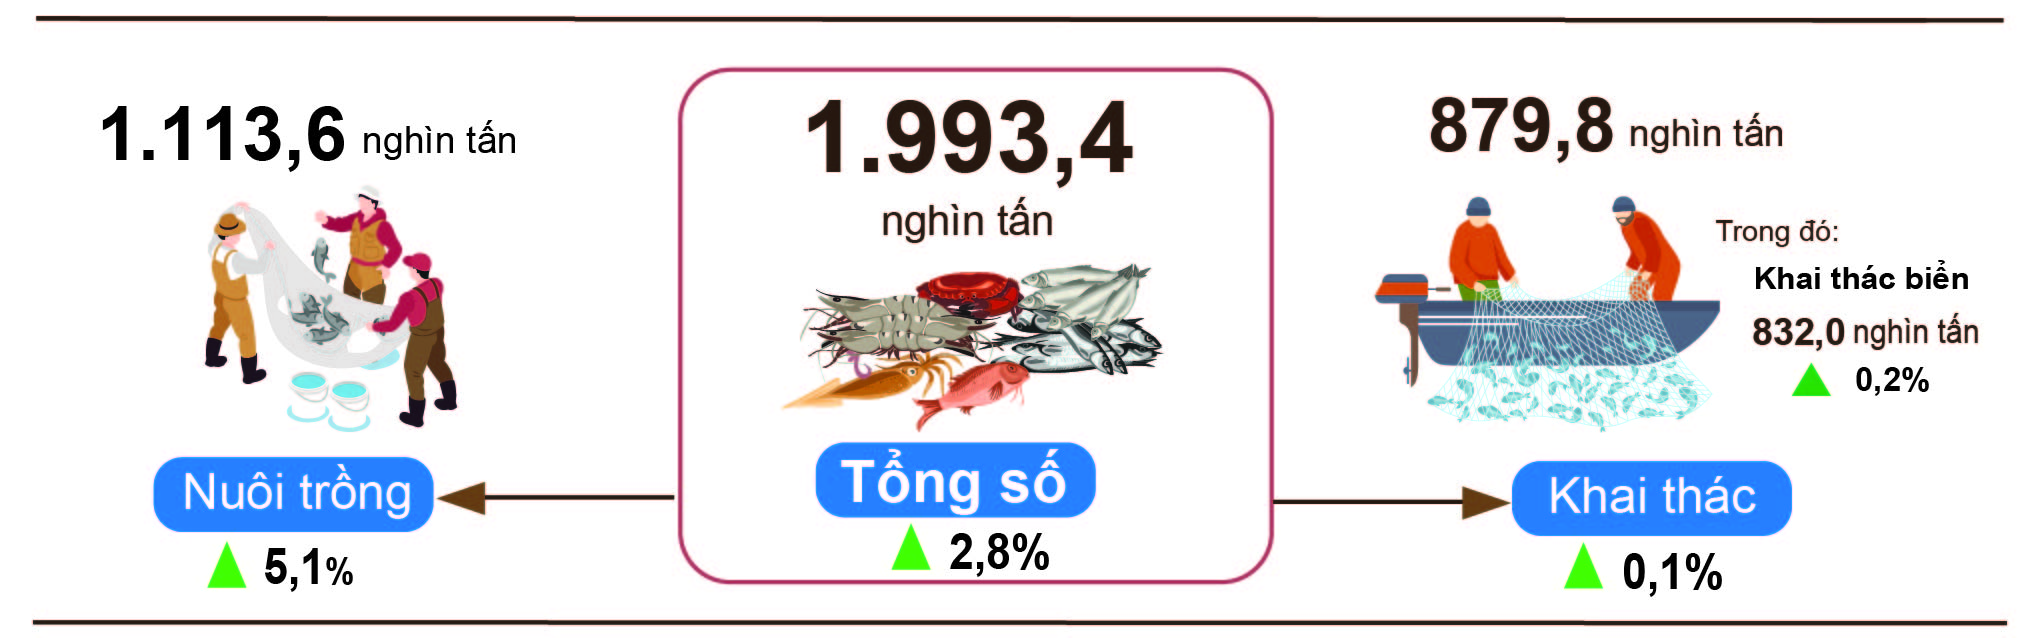 1.113,6 nghìn tấn
Nuôi trồng
5,1%
1.993,4
nghìn tấn
Tổng số
2,8%
879,8 nghìn tấn
Trong đó:
Khai thác biển
832,0 nghìn tấn
0,2%
Khai thác
0,1%